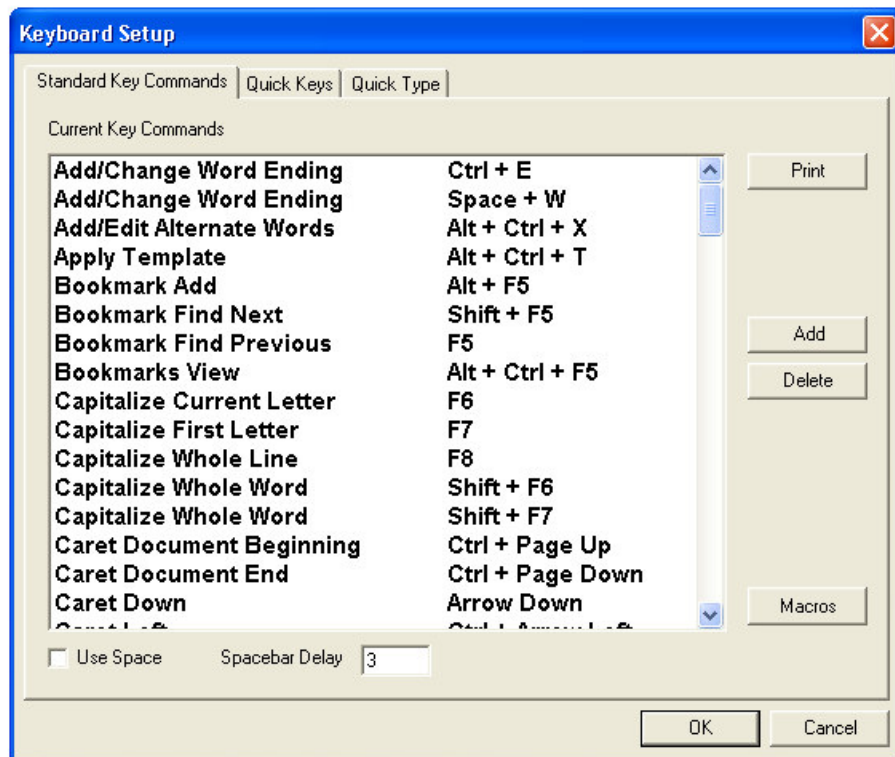 Keyboard Setup
Standard Key Commands Quick Keys Quick Type
Current Key Commands
Add/Change Word Ending Ctrl + E
Add/Change Word Ending Space + W
Add/Edit Alternate Words Alt + Ctrl + X
Apply Template Alt + Ctrl + T
Bookmark Add Alt + F5
Bookmark Find Next Shift + F5
Bookmark Find Previous F5
Bookmarks View Alt + Ctrl + F5
Capitalize Current Letter F6
Capitalize First Letter F7
Capitalize Whole Line F8
Capitalize Whole Word Shift + F6
Capitalize Whole Word Shift + F7
Caret Document Beginning Ctrl + Page Up
Caret Document End Ctrl + Page Down
Caret Down Arrow Down
Caret Left Ctrl + Arrow Left
Print
Add
Delete
Macros
Use Space Spacebar Delay 3
OK Cancel